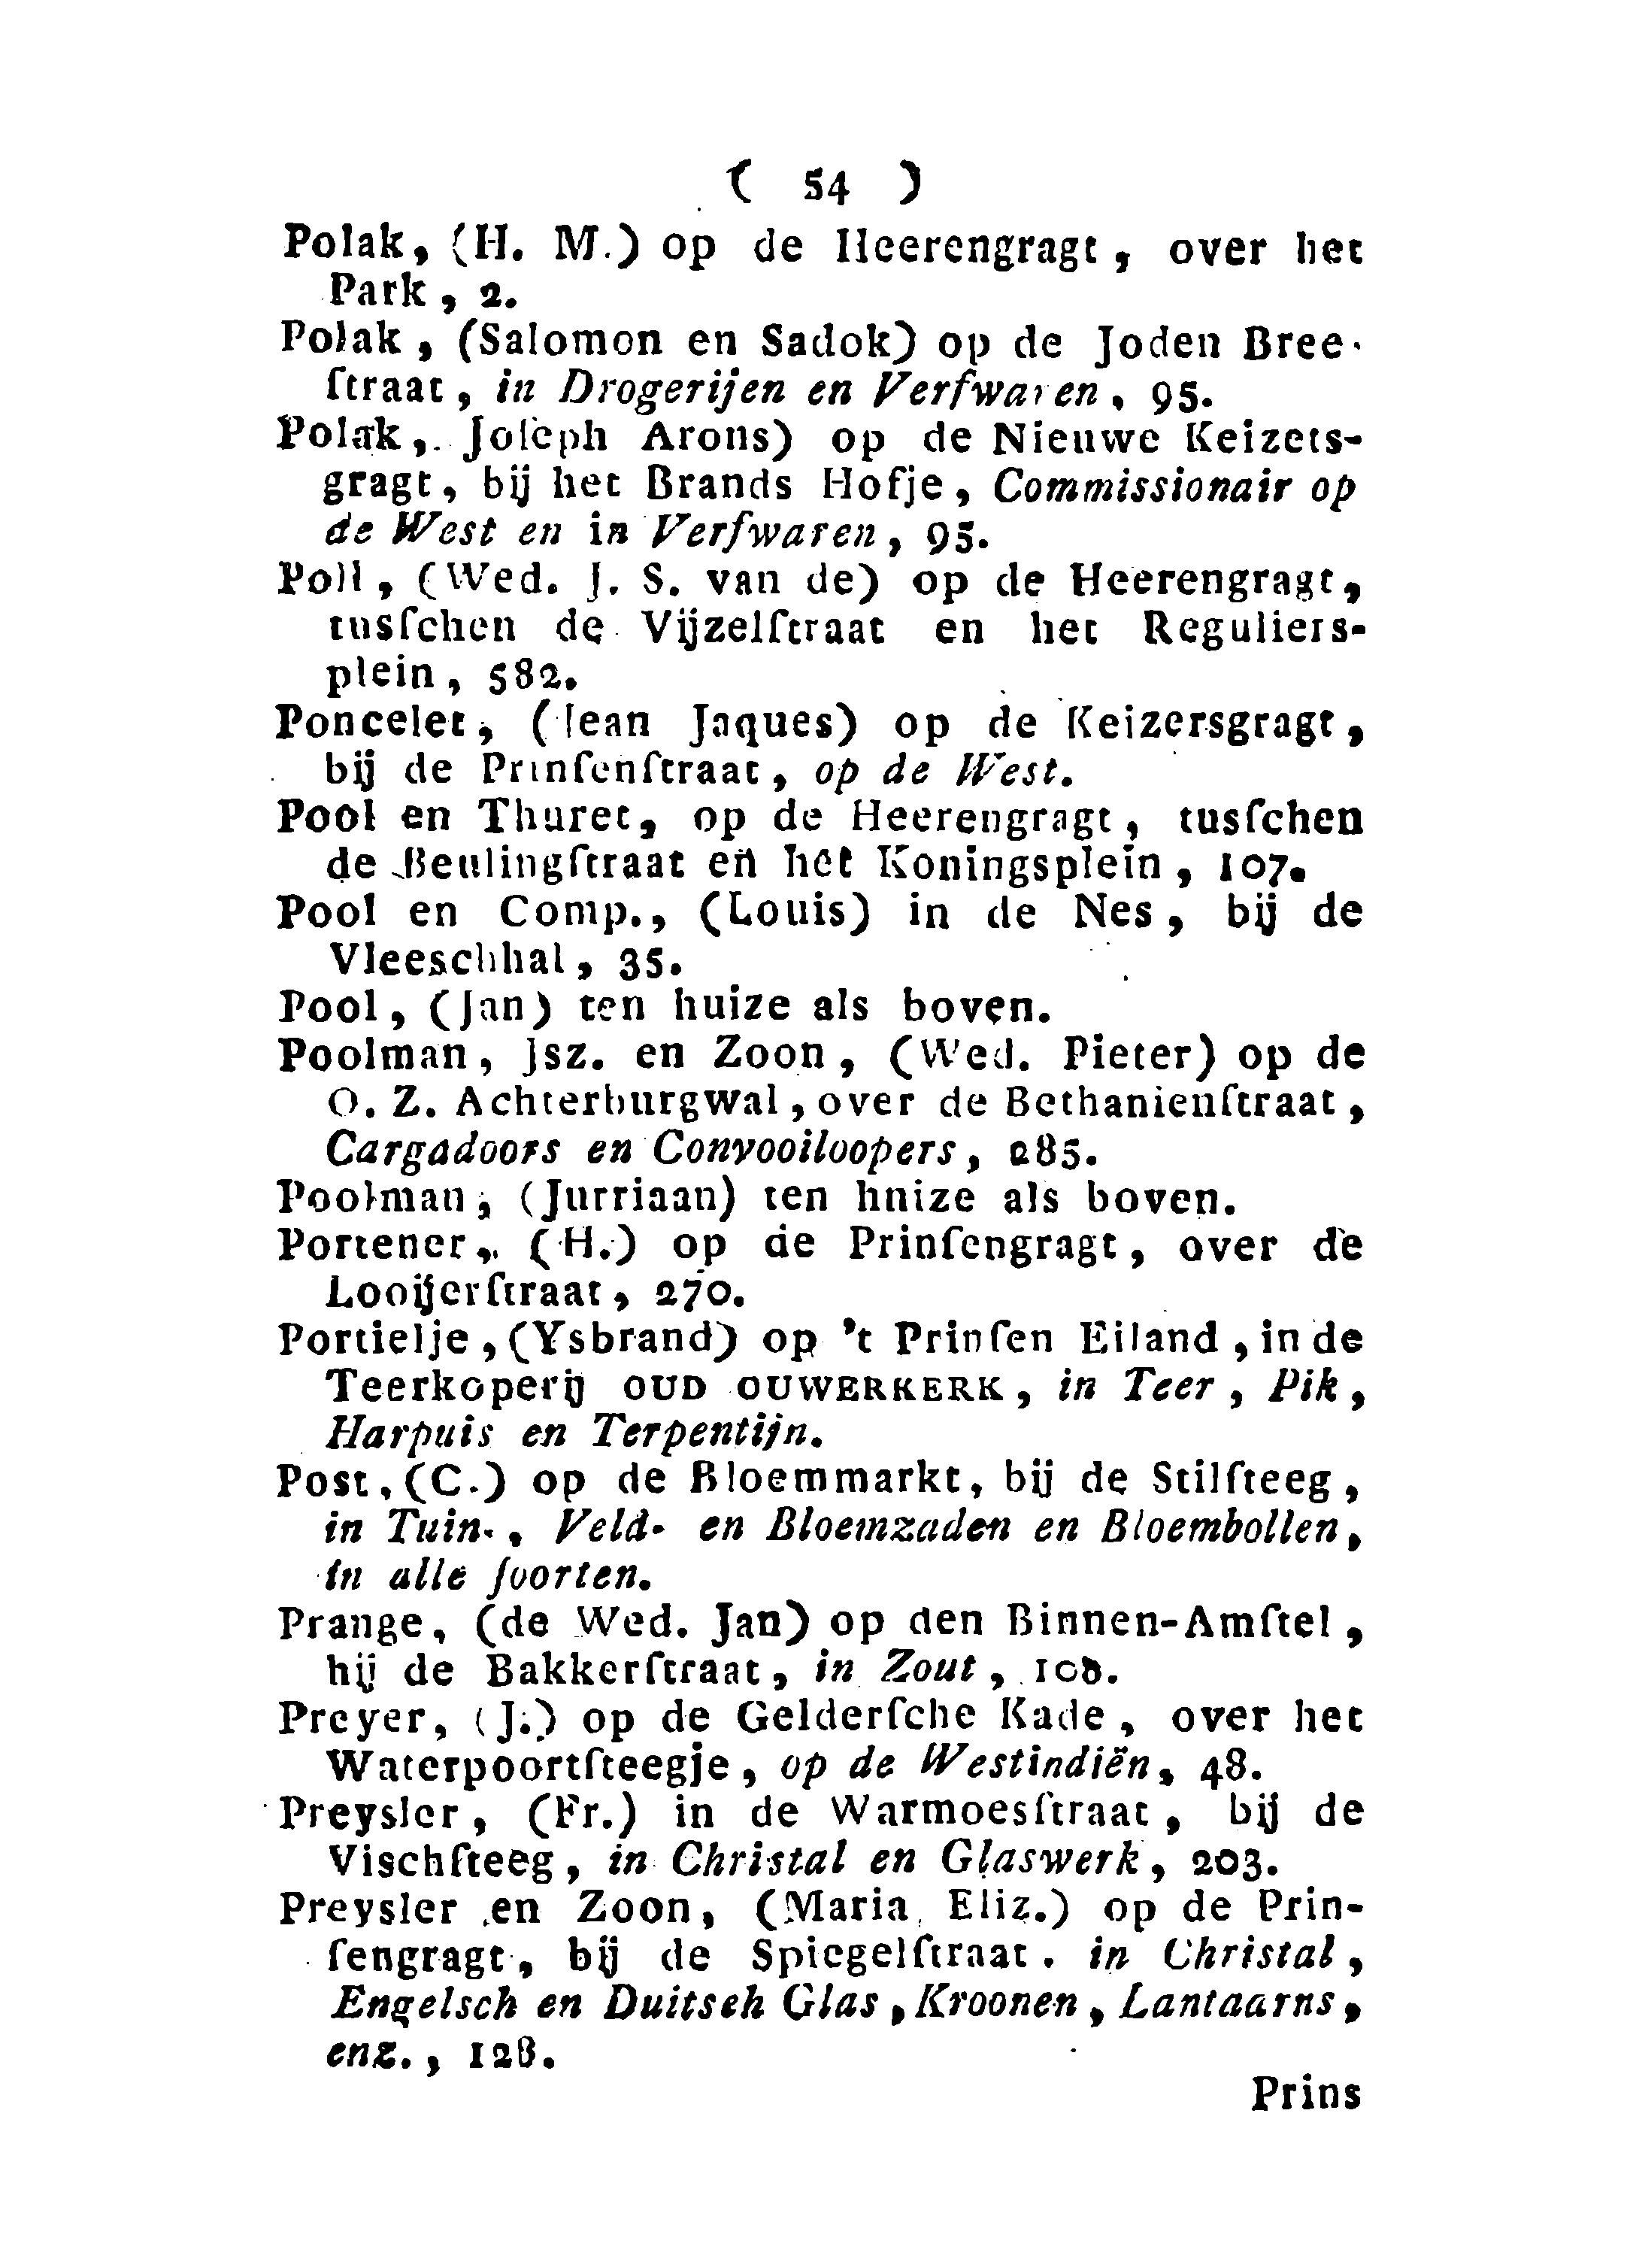 ( 54 )
Polak, (H. M.) op de Heerengragt, over het
Park, 2.
Polak, (Salomon en Sadok) op de Joden Bree-
ſtraat, in Drogerijen en Verfwaren, 95.
Polak, Joſeph Arons) op de Nieuwe Keizers-
gragt, bij het Brands Hofje, Commissionair op
de West en in Verfwaren, 95.
Poll, (Wed. J. S. van de) op de Heerengragt,
tusſchen de Vijzelſtraat en het Reguliers-
plein, 582.
Poncelet, (Jean Jaques) op de Keizersgragt,
bij de Prinſenſtraat, op de West.
Pool en Thuret, op de Heerengragt, tusſchen
de Beulingſtraat en het Koningsplein, 107.
Pool en Comp., (Louis) in de Nes, bij de
Vleeschhal, 35.
Pool, (Jan) ten huize als boven.
Poolman, Jsz. en Zoon, (Wed. Pieter) op de
O. Z. Achterburgwal, over de Bethanienſtraat,
Cargadoors en Convooiloopers, 285.
Poolman, (Jurriaan) ten hnize als boven.
Portener, (H.) op de Prinſengragt, over de
Looijerſtraat, 270.
Portielje, (Ysbrand) op 't Prinſen Eiland, in de
Teerkoperij OUD OUWERKERK, in Teer, Pik,
Harpuis en Terpentijn.
Post, (C.) op de Bloemmarkt, bij de Stilſteeg,
in Tuin-, Veld- en Bloemzaden en Bloembollen,
in alle ſoorten.
Prange, (de Wed. Jan) op den Binnen-Amſtel,
bij de Bakkerſtraat, in Zout, 108.
Preyer, (J.) op de Gelderſche Kade, over het
Waterpoortſteegje, op de Westindiën, 48.
Preysler, (Fr.) in de Warmoesſtraat, bij de
Vischſteeg, in Christal en Glaswerk, 203.
Preysler en Zoon, (Maria Eliz.) op de Prin-
ſengragt, bij de Spiegelſtraat. in Christal,
Engelsch en Duitsch Glas, Kroonen, Lantaarns,
enz., 128.
Prins